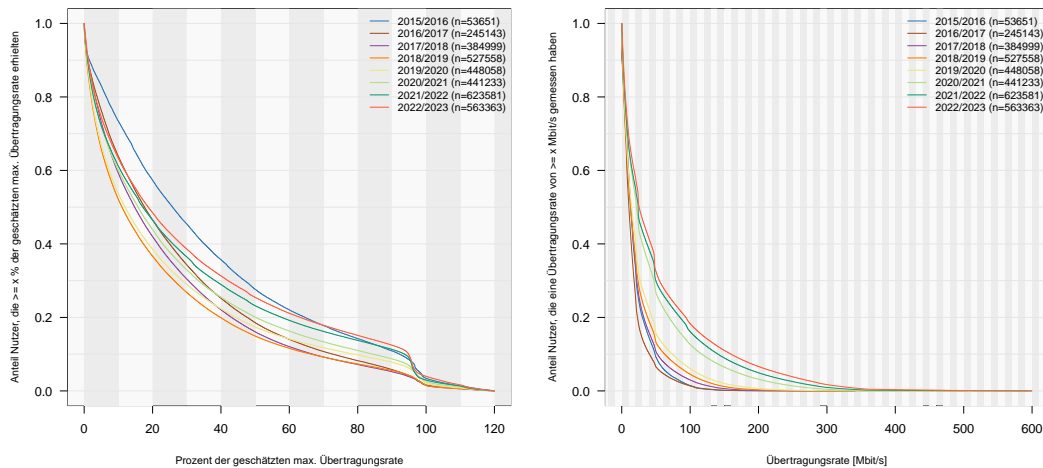 Anteil Nutzer, die >= x % der geschätzten max. Übertragungsrate erhielten
1.0
0.8
0.6
0.4
0.2
0.0
2015/2016 (n=53651)
2016/2017 (n=245143)
2017/2018 (n=384999)
2018/2019 (n=527558)
2019/2020 (n=448058)
2020/2021 (n=441233)
2021/2022 (n=623581)
2022/2023 (n=563363)
0 20 40 60 80 100 120
Prozent der geschätzten max. Übertragungsrate
Anteil Nutzer, die eine Übertragungsrate von >= x Mbit/s gemessen haben
1.0
0.8
0.6
0.4
0.2
0.0
2015/2016 (n=53651)
2016/2017 (n=245143)
2017/2018 (n=384999)
2018/2019 (n=527558)
2019/2020 (n=448058)
2020/2021 (n=441233)
2021/2022 (n=623581)
2022/2023 (n=563363)
0 100 200 300 400 500 600
Übertragungsrate [Mbit/s]